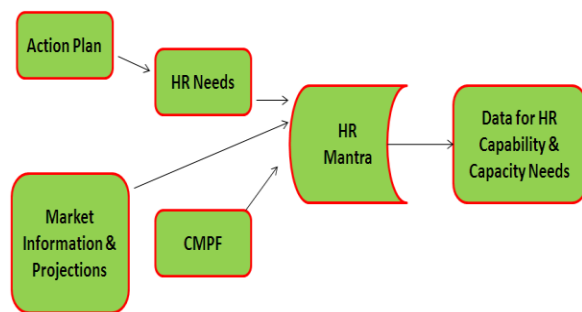 Action Plan
HR Needs
HR
Mantra
Data for HR
Capability &
Capacity Needs
Market
Information &
Projections
CMPF